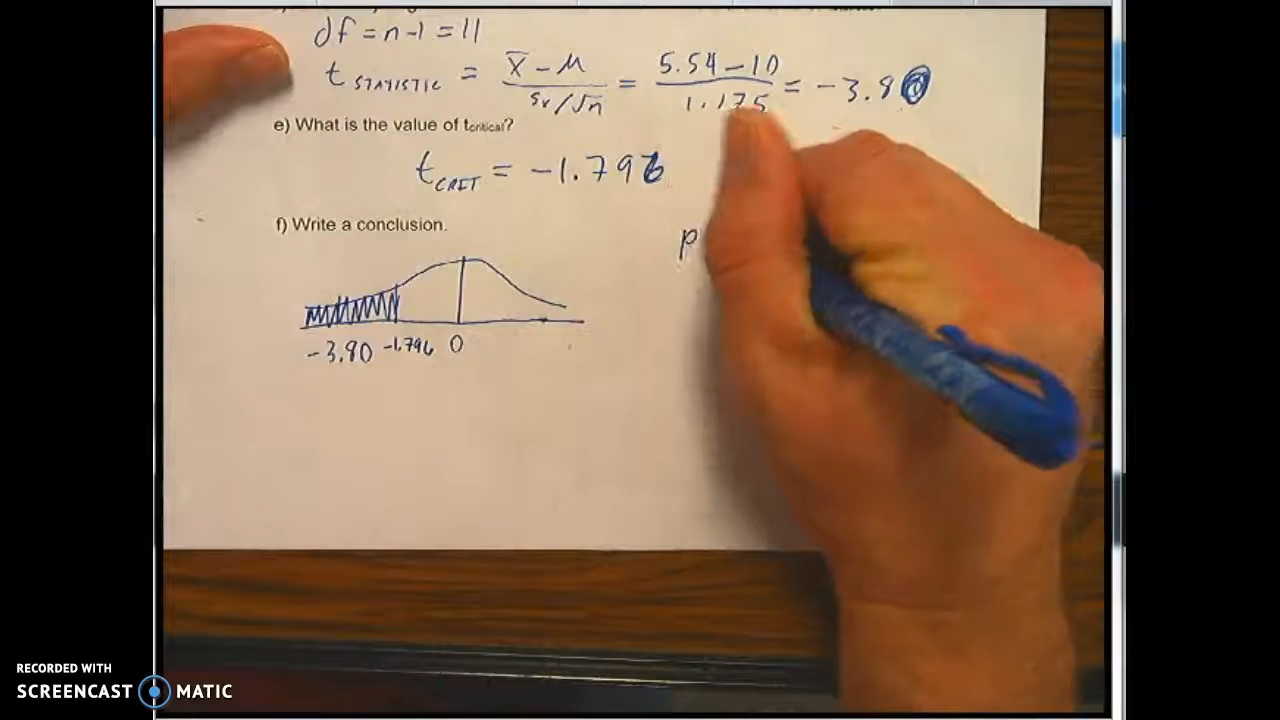 df = n-1 = 11
t STATISTIC = x̄ - μ / sx/√n = 5.54 - 10 / 1.175 = -3.80
e) What is the value of tcritical?
tCRIT = -1.796
f) Write a conclusion.
p
-3.80 -1.796 0
RECORDED WITH
SCREENCAST MATIC